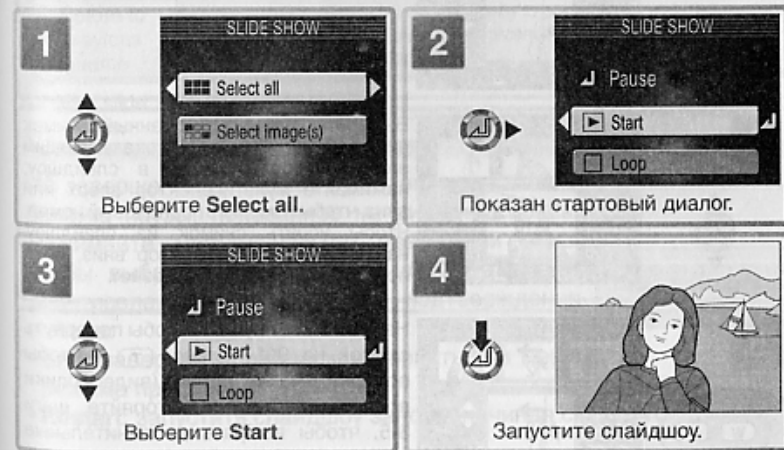 1
SLIDE SHOW
Select all
Select image(s)
Выберите Select all.
2
SLIDE SHOW
Pause
Start
Loop
Показан стартовый диалог.
3
SLIDE SHOW
Pause
Start
Loop
Выберите Start.
4
Запустите слайдшоу.